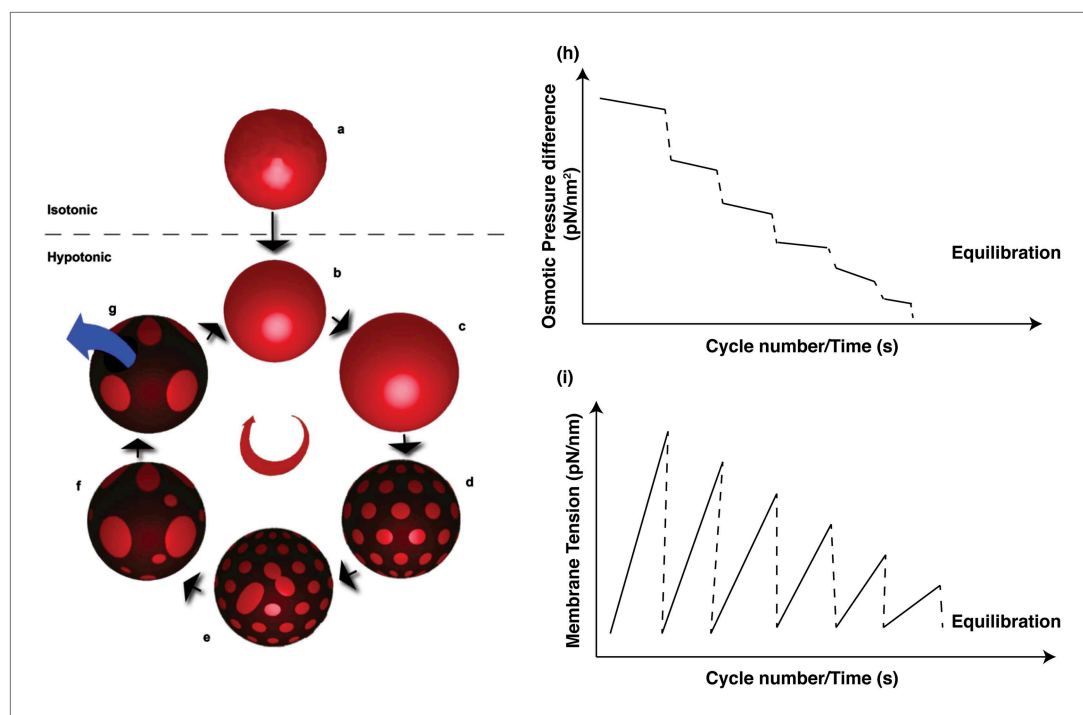 a
Isotonic
Hypotonic
b
g
c
f
d
e
(h)
Osmotic Pressure difference
(pN/nm²)
Equilibration
Cycle number/Time (s)
(i)
Membrane Tension (pN/nm)
Equilibration
Cycle number/Time (s)